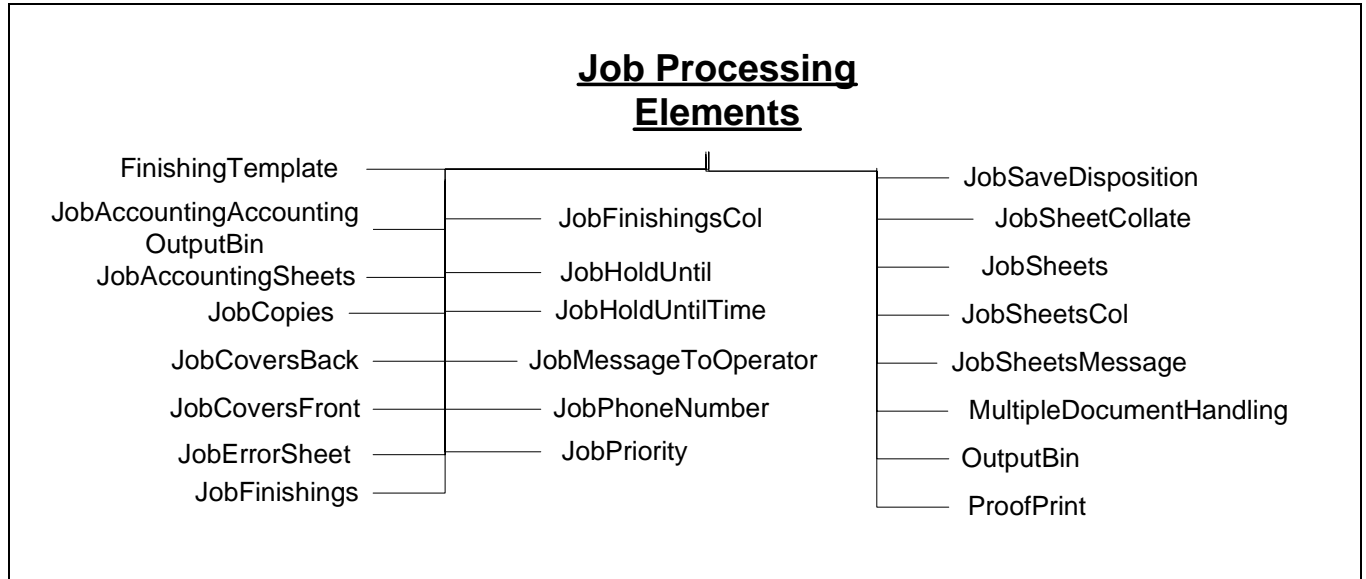 Job Processing
Elements
FinishingTemplate
JobAccountingAccounting
OutputBin
JobAccountingSheets
JobCopies
JobCoversBack
JobCoversFront
JobErrorSheet
JobFinishings
JobFinishingsCol
JobHoldUntil
JobHoldUntilTime
JobMessageToOperator
JobPhoneNumber
JobPriority
JobSaveDisposition
JobSheetCollate
JobSheets
JobSheetsCol
JobSheetsMessage
MultipleDocumentHandling
OutputBin
ProofPrint